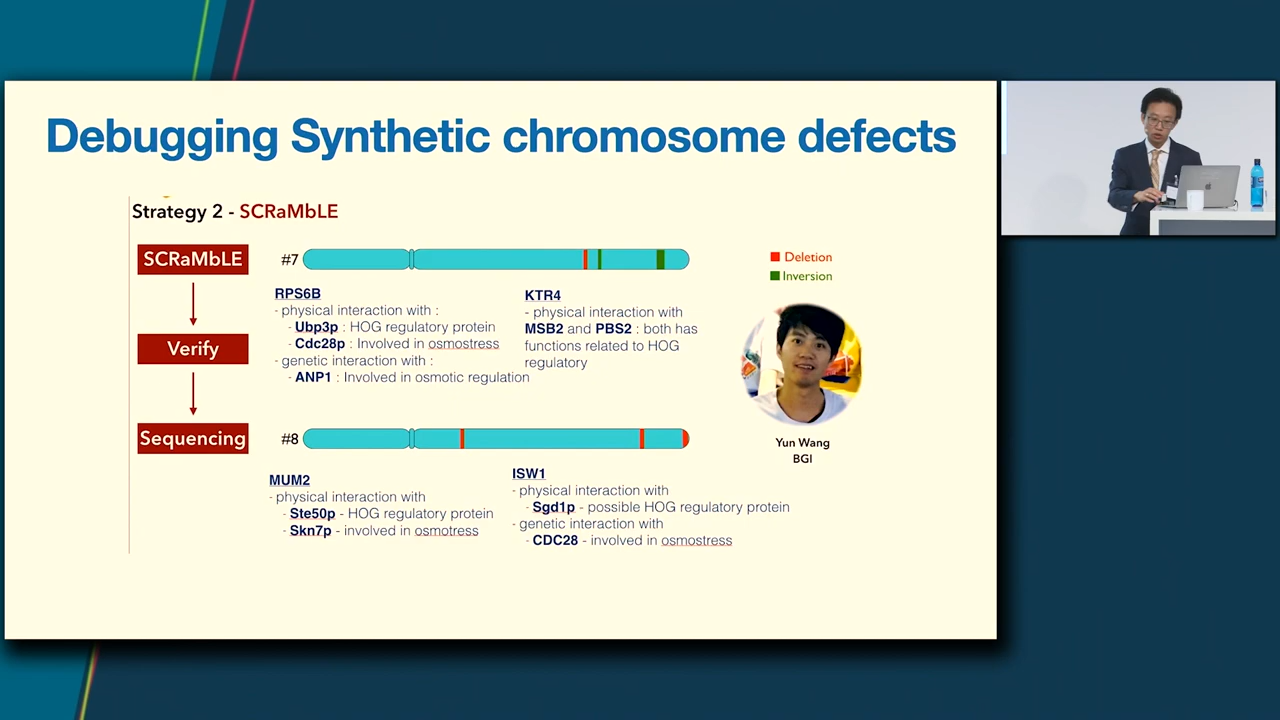 Debugging Synthetic chromosome defects
Strategy 2 - SCRaMbLE
SCRaMbLE
Verify
Sequencing
#7
Deletion
Inversion
RPS6B
- physical interaction with :
- Ubp3p : HOG regulatory protein
- Cdc28p : Involved in osmostress
- genetic interaction with :
- ANP1 : Involved in osmotic regulation
KTR4
- physical interaction with
MSB2 and PBS2 : both has
functions related to HOG
regulatory
Yun Wang
BGI
#8
MUM2
- physical interaction with
- Ste50p - HOG regulatory protein
- Skn7p - involved in osmotress
ISW1
- physical interaction with
- Sgd1p - possible HOG regulatory protein
- genetic interaction with
- CDC28 - involved in osmostress